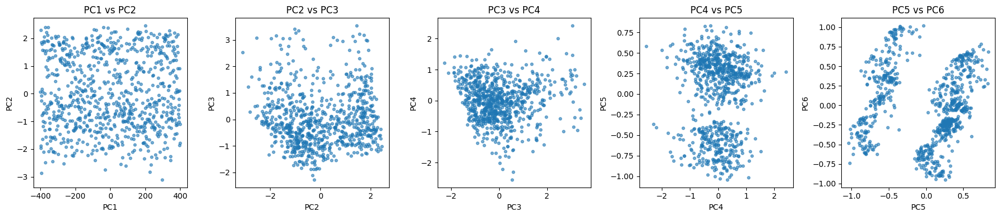 PC1 vs PC2
PC2 vs PC3
PC3 vs PC4
PC4 vs PC5
PC5 vs PC6
PC2
2
1
0
−1
−2
−3
−400 −200 0 200 400
PC1
PC3
3
2
1
0
−1
−2
−2 0 2
PC2
PC4
2
1
0
−1
−2
−2 0 2
PC3
PC5
0.75
0.50
0.25
0.00
−0.25
−0.50
−0.75
−1.00
−2 −1 0 1 2
PC4
PC6
1.00
0.75
0.50
0.25
0.00
−0.25
−0.50
−0.75
−1.00
−1.0 −0.5 0.0 0.5
PC5